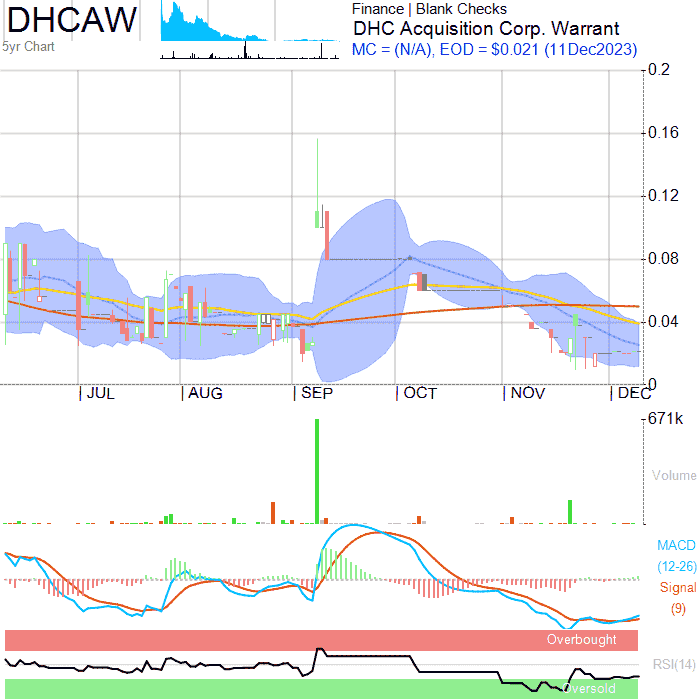 DHCAW
5yr Chart
Finance | Blank Checks
DHC Acquisition Corp. Warrant
MC = (N/A), EOD = $0.021 (11Dec2023)
0.2
0.16
0.12
0.08
0.04
0
JUL AUG SEP OCT NOV DEC
671k
Volume
MACD
(12-26)
Signal
(9)
Overbought
RSI(14)
Oversold